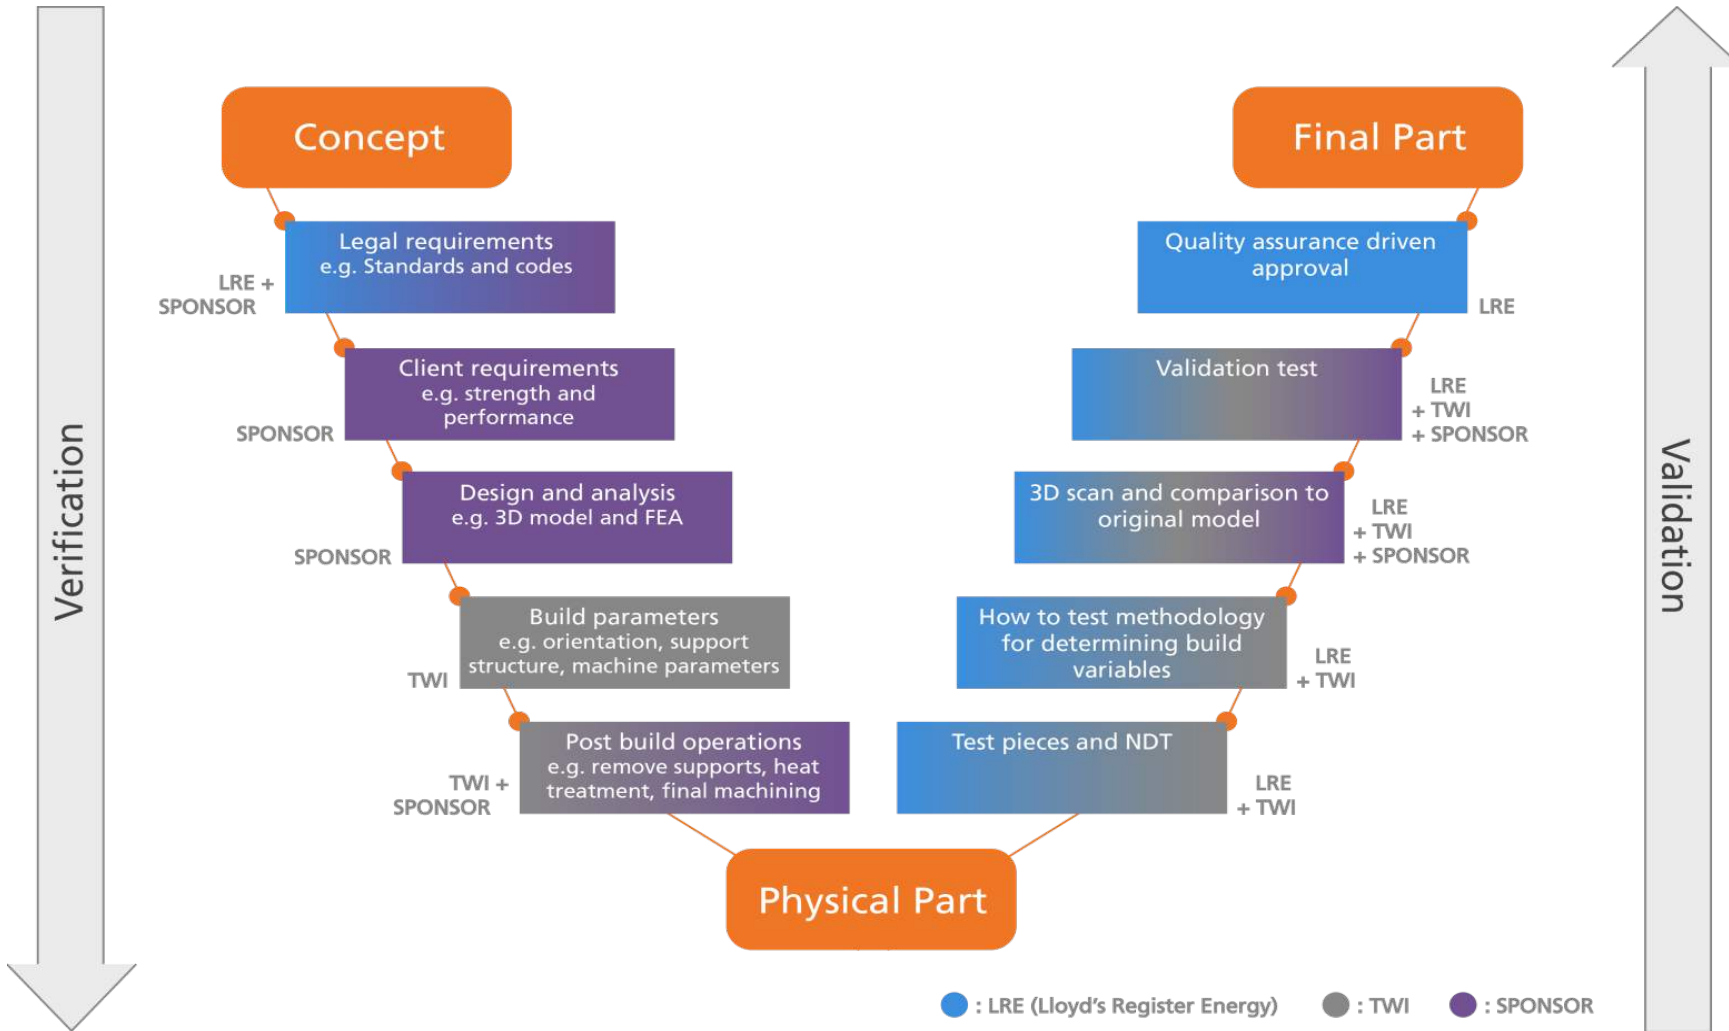 Verification
Concept
Legal requirements
e.g. Standards and codes
LRE +
SPONSOR
Client requirements
e.g. strength and
performance
SPONSOR
Design and analysis
e.g. 3D model and FEA
SPONSOR
Build parameters
e.g. orientation, support
structure, machine parameters
TWI
Post build operations
e.g. remove supports, heat
treatment, final machining
TWI +
SPONSOR
Physical Part
Final Part
Quality assurance driven
approval
LRE
Validation test
LRE
+ TWI
+ SPONSOR
3D scan and comparison to
original model
LRE
+ TWI
+ SPONSOR
How to test methodology
for determining build
variables
LRE
+ TWI
Test pieces and NDT
LRE
+ TWI
Validation
: LRE (Lloyd's Register Energy)
: TWI
: SPONSOR